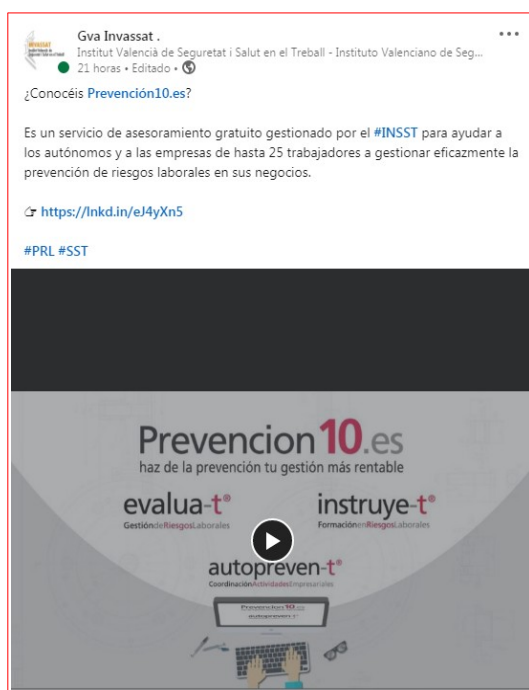 Gva Invassat .
INVASSAT
Institut Valencià de Seguretat i Salut en el Treball - Instituto Valenciano de Seg...
21 horas • Editado •
¿Conocéis Prevención10.es?
Es un servicio de asesoramiento gratuito gestionado por el #INSST para ayudar a
los autónomos y a las empresas de hasta 25 trabajadores a gestionar eficazmente la
prevención de riesgos laborales en sus negocios.
https://lnkd.in/eJ4yXn5
#PRL #SST
Prevencion10.es
haz de la prevención tu gestión más rentable
evalua-t® instruye-t®
GestióndeRiesgosLaborales FormaciónenRiesgosLaborales
autopreven-t®
CoordinaciónActividadesEmpresariales
Prevencion10.es
autopreven-t®